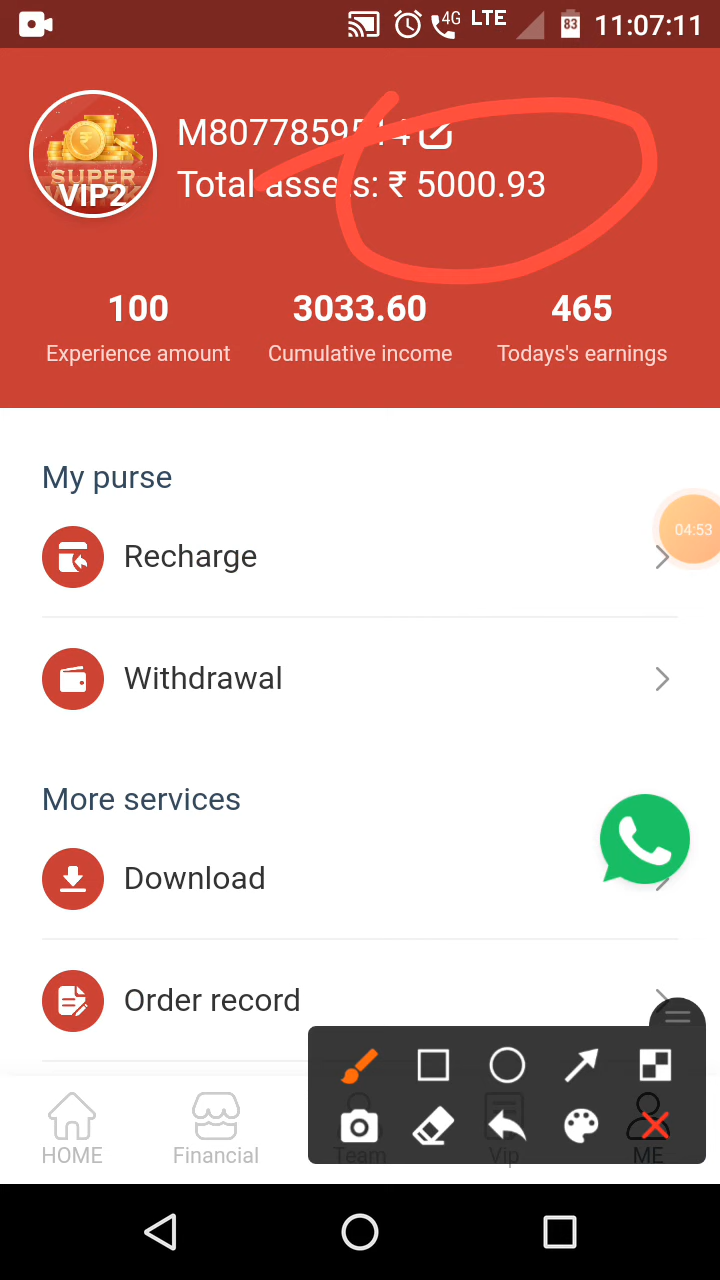 4G LTE 83 11:07:11
SUPER
VIP2
Total assets: ₹ 5000.93
100 3033.60 465
Experience amount Cumulative income Todays's earnings
My purse
04:53
Recharge
Withdrawal
More services
Download
Order record
HOME Financial Team Vip ME